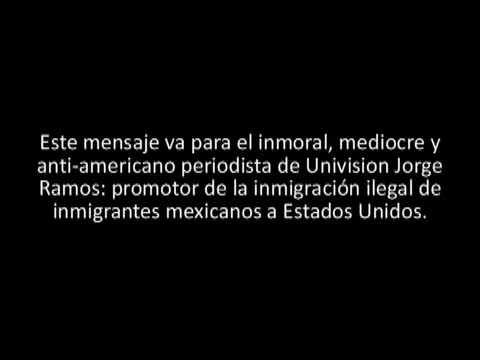 Este mensaje va para el inmoral, mediocre y
anti-americano periodista de Univision Jorge
Ramos: promotor de la inmigración ilegal de
inmigrantes mexicanos a Estados Unidos.